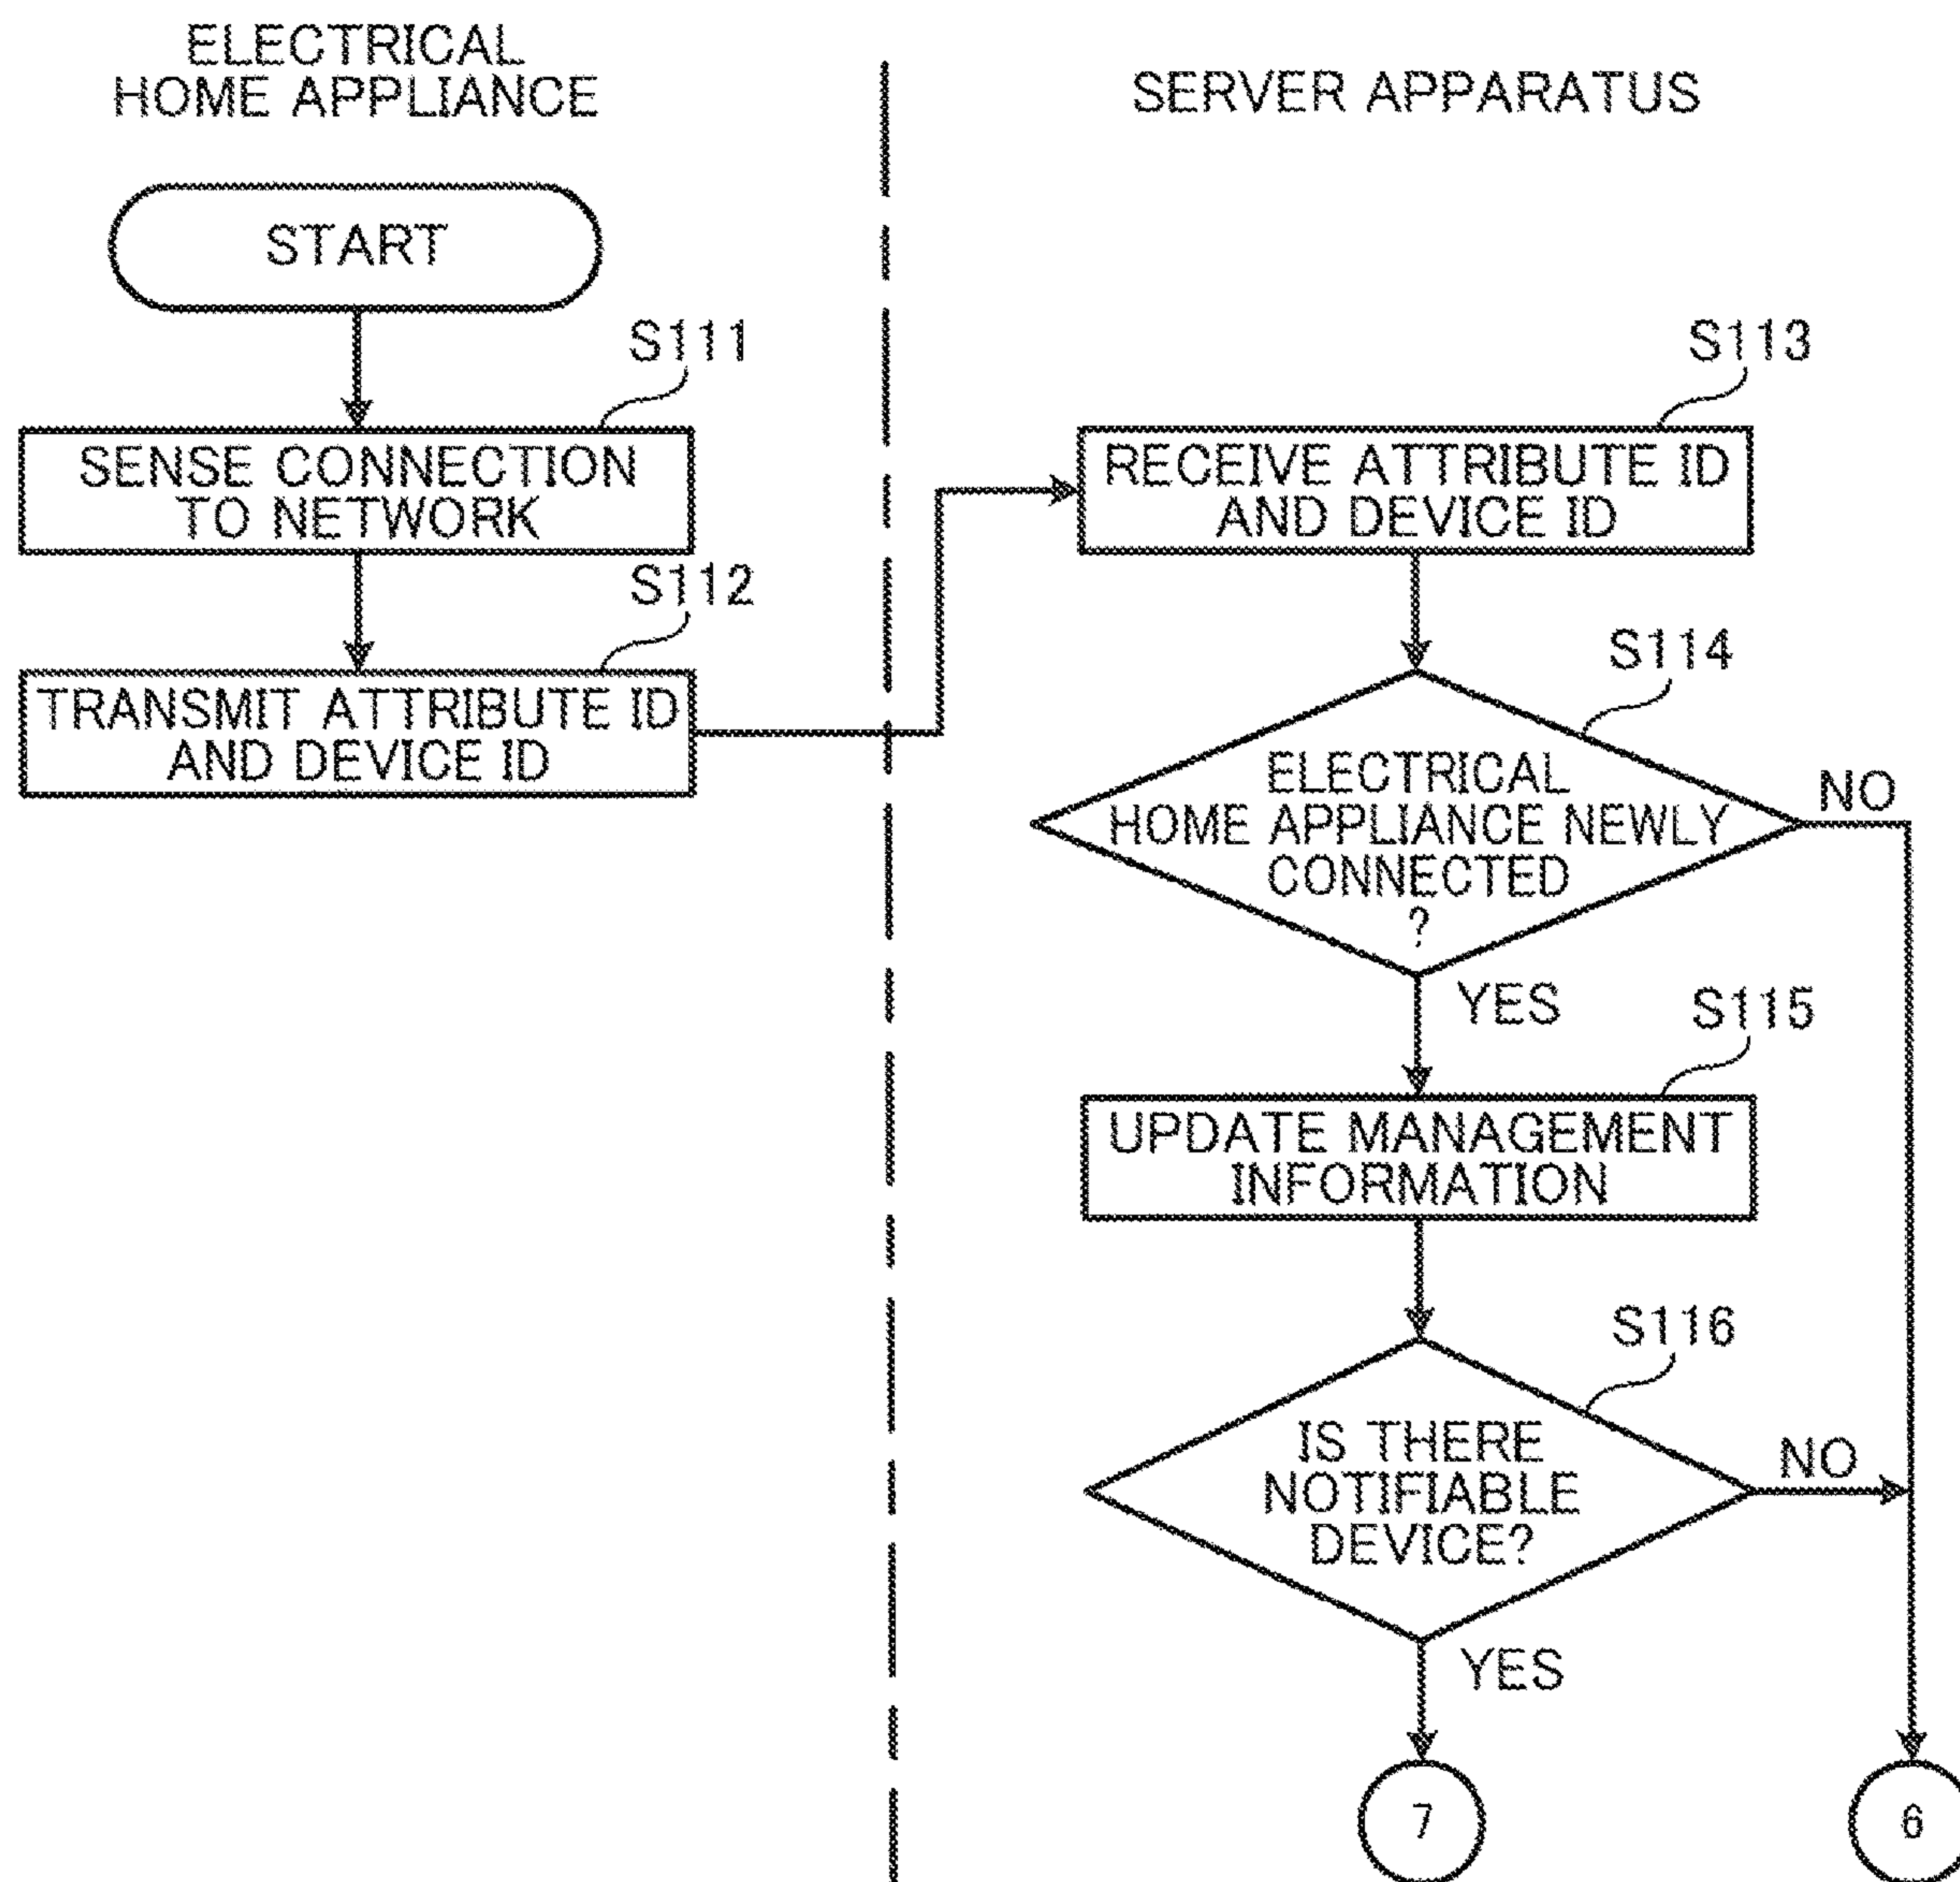 ELECTRICAL
HOME APPLIANCE
START
S111
SENSE CONNECTION
TO NETWORK
S112
TRANSMIT ATTRIBUTE ID
AND DEVICE ID
SERVER APPARATUS
S113
RECEIVE ATTRIBUTE ID
AND DEVICE ID
S114
ELECTRICAL
HOME APPLIANCE NEWLY
CONNECTED
?
NO
YES
S115
UPDATE MANAGEMENT
INFORMATION
S116
IS THERE
NOTIFIABLE
DEVICE?
NO
YES
7
6